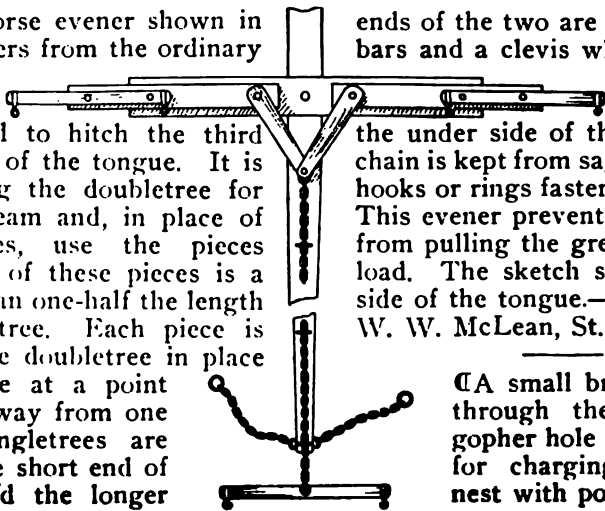 orse evener shown in
ers from the ordinary
l to hitch the third
of the tongue. It is
g the doubletree for
eam and, in place of
es, use the pieces
of these pieces is a
an one-half the length
tree. Each piece is
e doubletree in place
e at a point
way from one
ngletrees are
e short end of
d the longer
ends of the two are
bars and a clevis w
the under side of th
chain is kept from sa
hooks or rings faster
This evener prevent
from pulling the gre
load. The sketch s
side of the tongue.—
W. W. McLean, St.
❡A small br
through the
gopher hole
for charging
nest with po